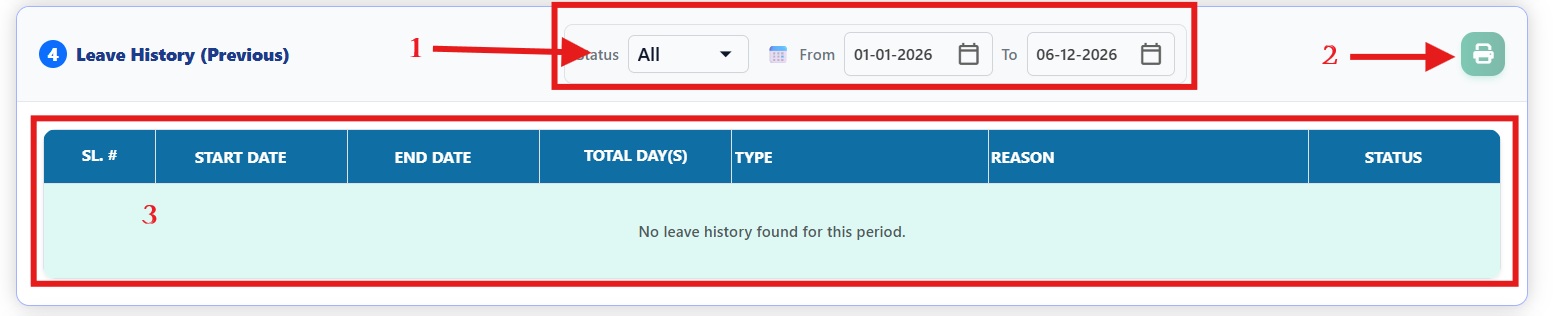 4 Leave History (Previous) 1 Status All From 01-01-2026 To 06-12-2026 2
SL. # START DATE END DATE TOTAL DAY(S) TYPE REASON STATUS
3
No leave history found for this period.